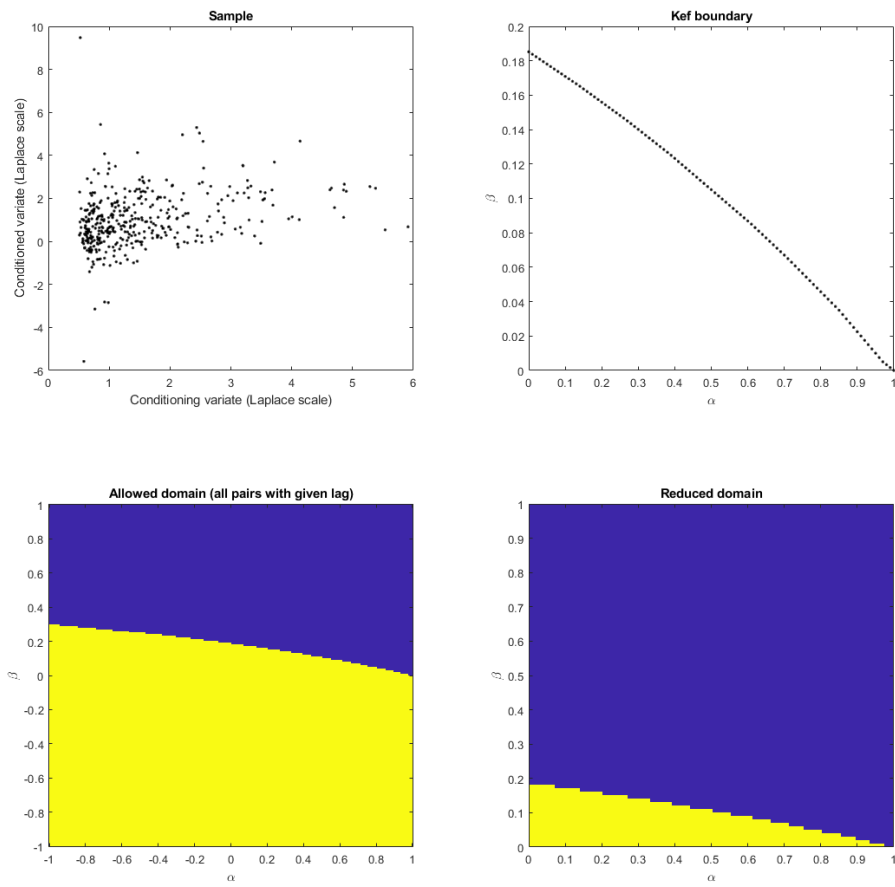 Sample
10
8
6
4
2
0
-2
-4
-6
Conditioned variate (Laplace scale)
0 1 2 3 4 5 6
Conditioning variate (Laplace scale)
Kef boundary
0.2
0.18
0.16
0.14
0.12
0.1
0.08
0.06
0.04
0.02
0
β
0 0.1 0.2 0.3 0.4 0.5 0.6 0.7 0.8 0.9 1
α
Allowed domain (all pairs with given lag)
1
0.8
0.6
0.4
0.2
0
-0.2
-0.4
-0.6
-0.8
-1
β
-1 -0.8 -0.6 -0.4 -0.2 0 0.2 0.4 0.6 0.8 1
α
Reduced domain
1
0.9
0.8
0.7
0.6
0.5
0.4
0.3
0.2
0.1
0
β
0 0.1 0.2 0.3 0.4 0.5 0.6 0.7 0.8 0.9 1
α